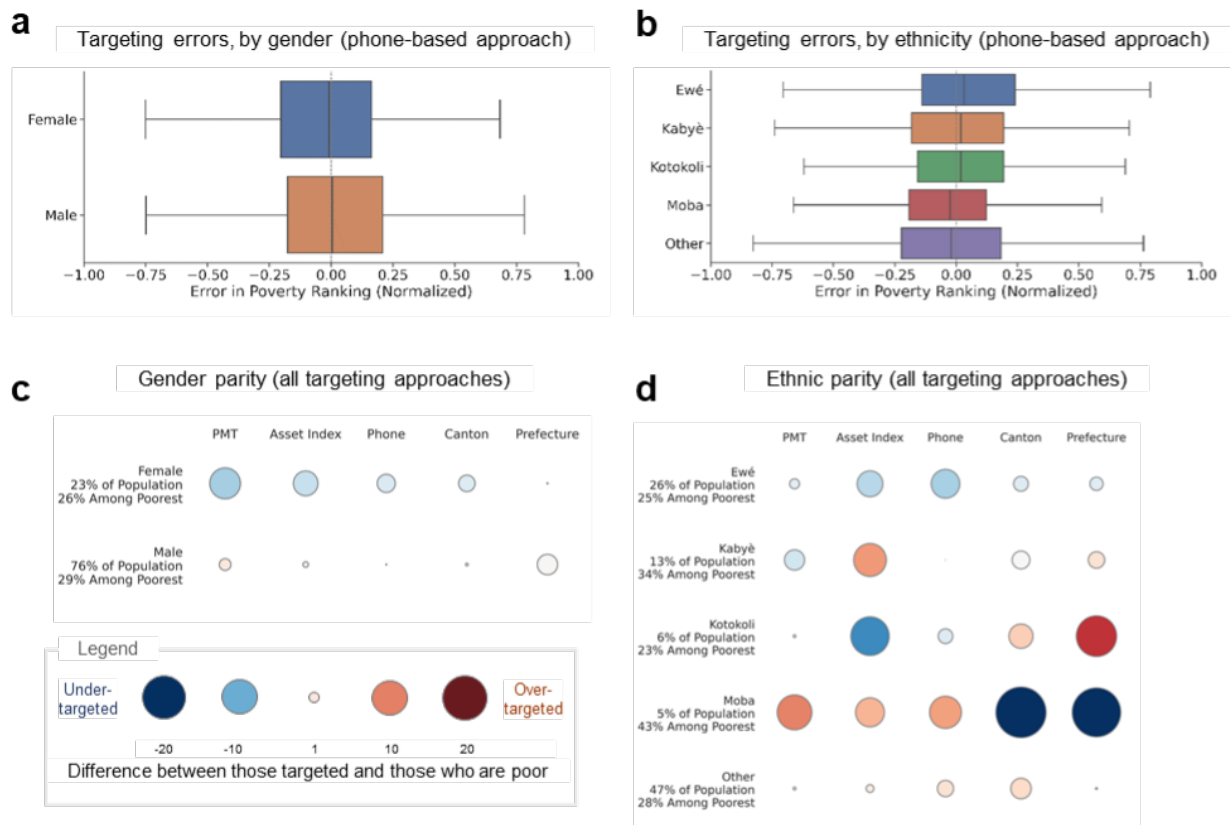 a
Targeting errors, by gender (phone-based approach)
Female
Male
−1.00 −0.75 −0.50 −0.25 0.00 0.25 0.50 0.75 1.00
Error in Poverty Ranking (Normalized)
b
Targeting errors, by ethnicity (phone-based approach)
Ewé
Kabyè
Kotokoli
Moba
Other
−1.00 −0.75 −0.50 −0.25 0.00 0.25 0.50 0.75 1.00
Error in Poverty Ranking (Normalized)
c
Gender parity (all targeting approaches)
PMT Asset Index Phone Canton Prefecture
Female
23% of Population
26% Among Poorest
Male
76% of Population
29% Among Poorest
Legend
Under-
targeted
Over-
targeted
-20 -10 1 10 20
Difference between those targeted and those who are poor
d
Ethnic parity (all targeting approaches)
PMT Asset Index Phone Canton Prefecture
Ewé
26% of Population
25% Among Poorest
Kabyè
13% of Population
34% Among Poorest
Kotokoli
6% of Population
23% Among Poorest
Moba
5% of Population
43% Among Poorest
Other
47% of Population
28% Among Poorest